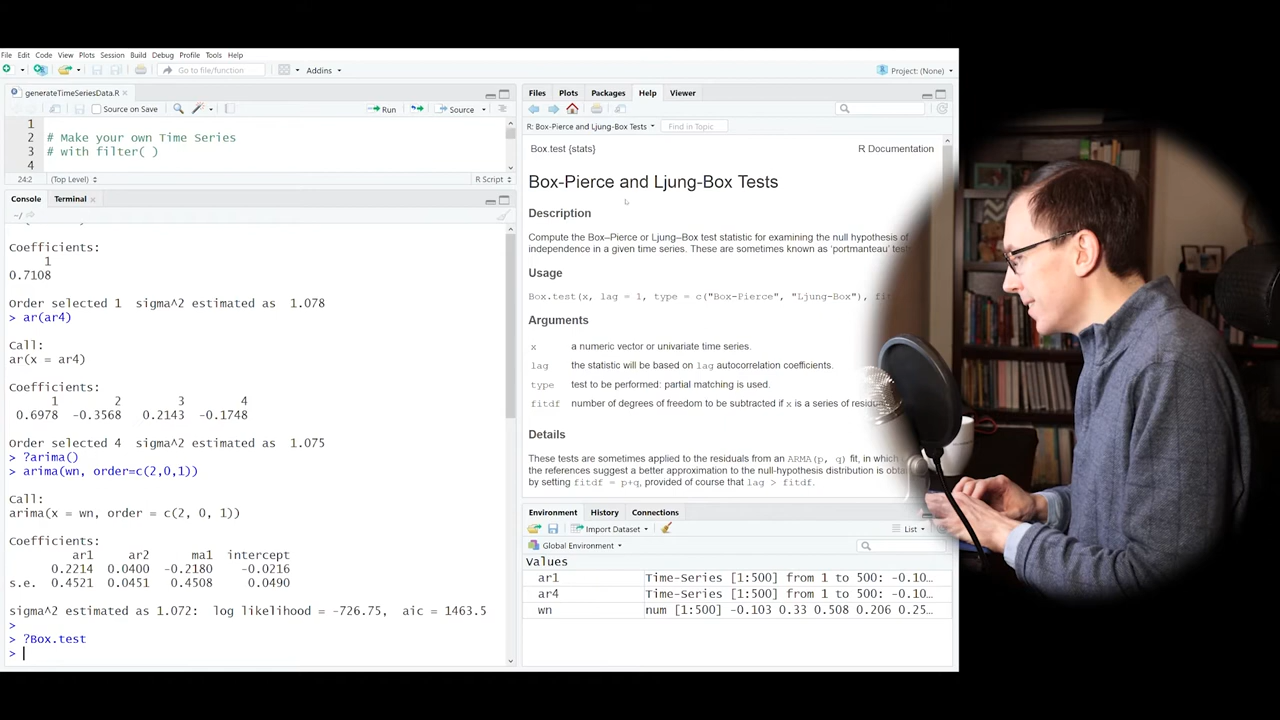 File Edit Code View Plots Session Build Debug Profile Tools Help
Go to file/function
Addins
Project: (None)
generateTimeSeriesData.R
Source on Save
Run
Source
1
2 # Make your own Time Series
3 # with filter( )
4
24:2 (Top Level) R Script
Console Terminal
~/
Coefficients:
1
0.7108
Order selected 1 sigma^2 estimated as 1.078
> ar(ar4)
Call:
ar(x = ar4)
Coefficients:
1 2 3 4
0.6978 -0.3568 0.2143 -0.1748
Order selected 4 sigma^2 estimated as 1.075
> ?arima()
> arima(wn, order=c(2,0,1))
Call:
arima(x = wn, order = c(2, 0, 1))
Coefficients:
ar1 ar2 ma1 intercept
0.2214 0.0400 -0.2180 -0.0216
s.e. 0.4521 0.0451 0.4508 0.0490
sigma^2 estimated as 1.072: log likelihood = -726.75, aic = 1463.5
>
> ?Box.test
>
Files Plots Packages Help Viewer
R: Box-Pierce and Ljung-Box Tests
Find in Topic
Box.test {stats} R Documentation
Box-Pierce and Ljung-Box Tests
Description
Compute the Box–Pierce or Ljung–Box test statistic for examining the null hypothesis of
independence in a given time series. These are sometimes known as ‘portmanteau’
Usage
Box.test(x, lag = 1, type = c("Box-Pierce", "Ljung-Box"),
Arguments
x a numeric vector or univariate time series.
lag the statistic will be based on lag autocorrelation coefficients.
type test to be performed: partial matching is used.
fitdf number of degrees of freedom to be subtracted if x is a series of
Details
These tests are sometimes applied to the residuals from an ARMA(p, q) fit, in which
the references suggest a better approximation to the null-hypothesis distribution is
by setting fitdf = p+q, provided of course that lag > fitdf.
Environment History Connections
Import Dataset
List
Global Environment
Values
ar1 Time-Series [1:500] from 1 to 500: -0.10…
ar4 Time-Series [1:500] from 1 to 500: -0.10…
wn num [1:500] -0.103 0.33 0.508 0.206 0.25…